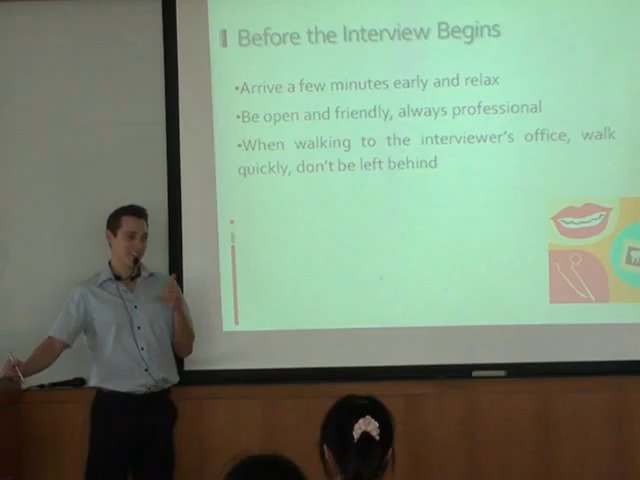 Before the Interview Begins
•Arrive a few minutes early and relax
•Be open and friendly, always professional
•When walking to the interviewer's office, walk
quickly, don't be left behind